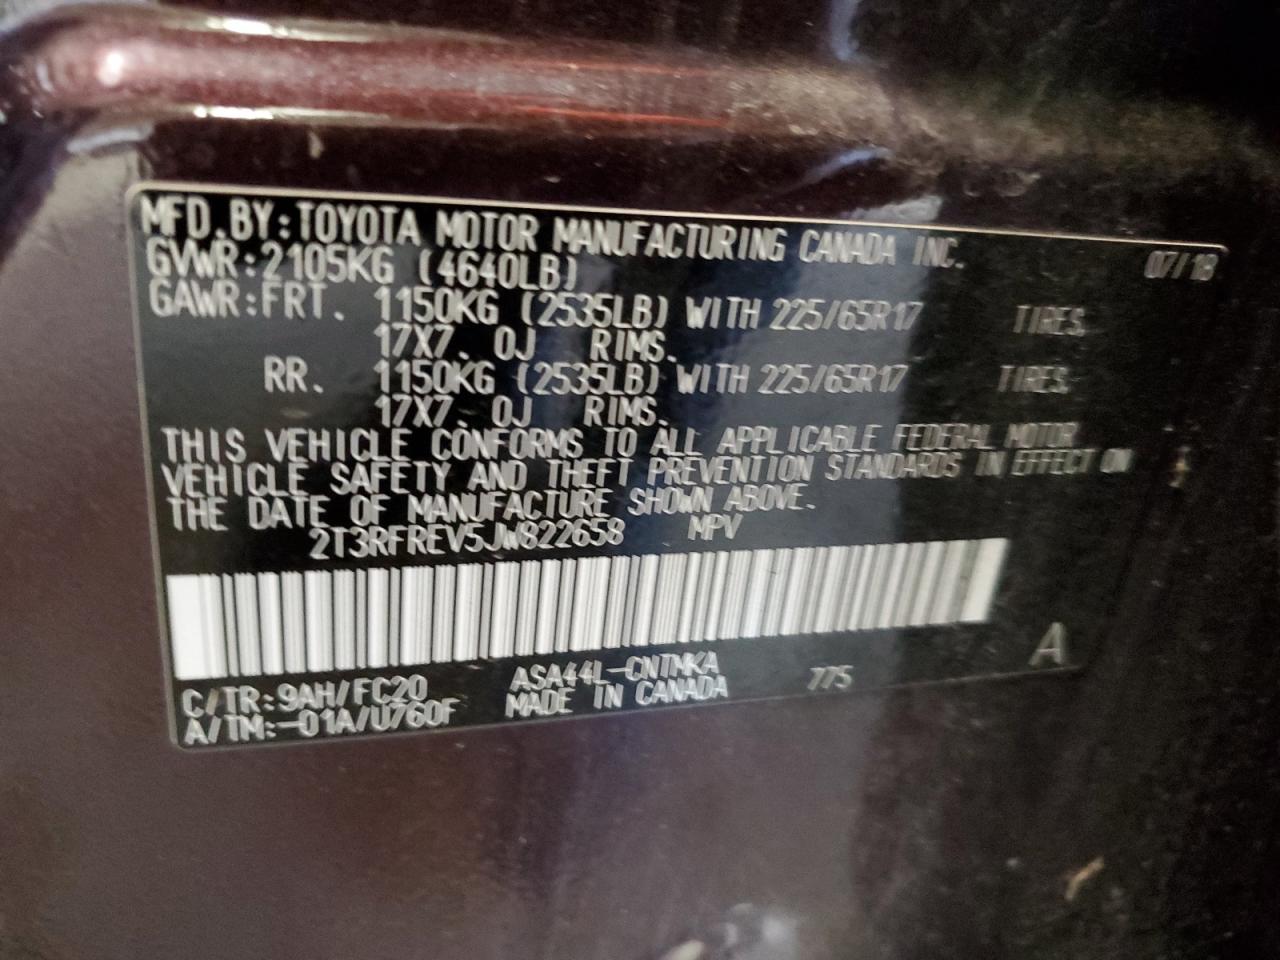 MFD.BY:TOYOTA MOTOR MANUFACTURING CANADA INC. 07/18
GVWR:2105KG (4640LB)
GAWR:FRT. 1150KG (2535LB) WITH 225/65R17 TIRES
17X7. 0J RIMS.
RR. 1150KG (2535LB) WITH 225/65R17 TIRES
17X7. 0J RIMS.
THIS VEHICLE CONFORMS TO ALL APPLICABLE FEDERAL MOTOR
VEHICLE SAFETY AND THEFT PREVENTION STANDARDS IN EFFECT ON
THE DATE OF MANUFACTURE SHOWN ABOVE.
2T3RFREV5JW822658 MPV
A
C/TR:9AH/FC20 ASA44L-CNTMKA 775
A/TM:-01A/U760F MADE IN CANADA